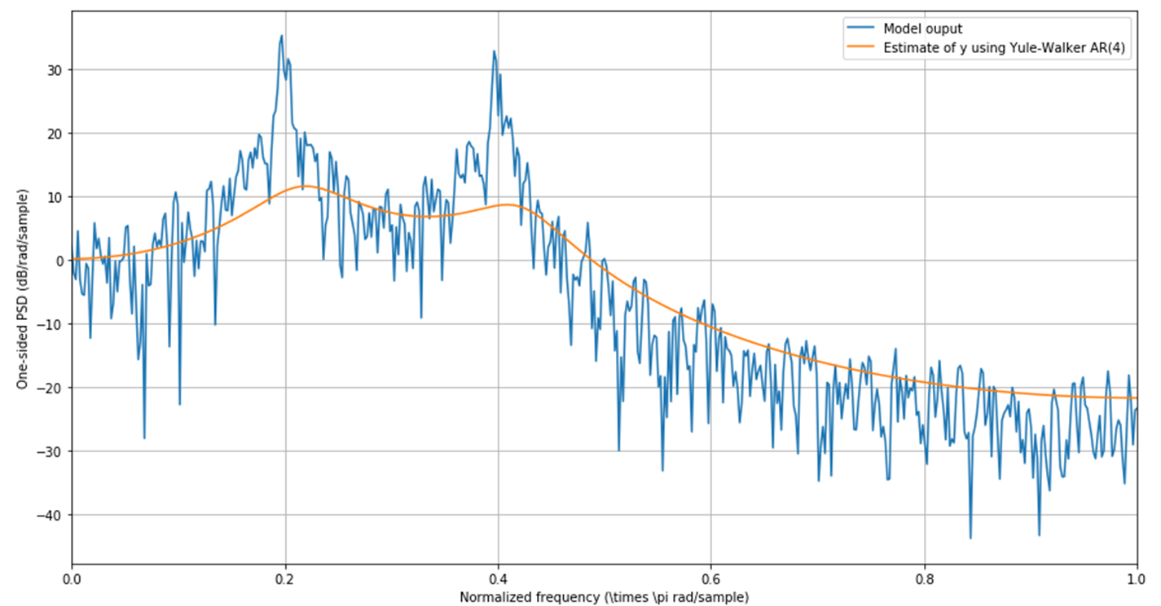 Model ouput
Estimate of y using Yule-Walker AR(4)
One-sided PSD (dB/rad/sample)
30
20
10
0
−10
−20
−30
−40
0.0 0.2 0.4 0.6 0.8 1.0
Normalized frequency (\times \pi rad/sample)